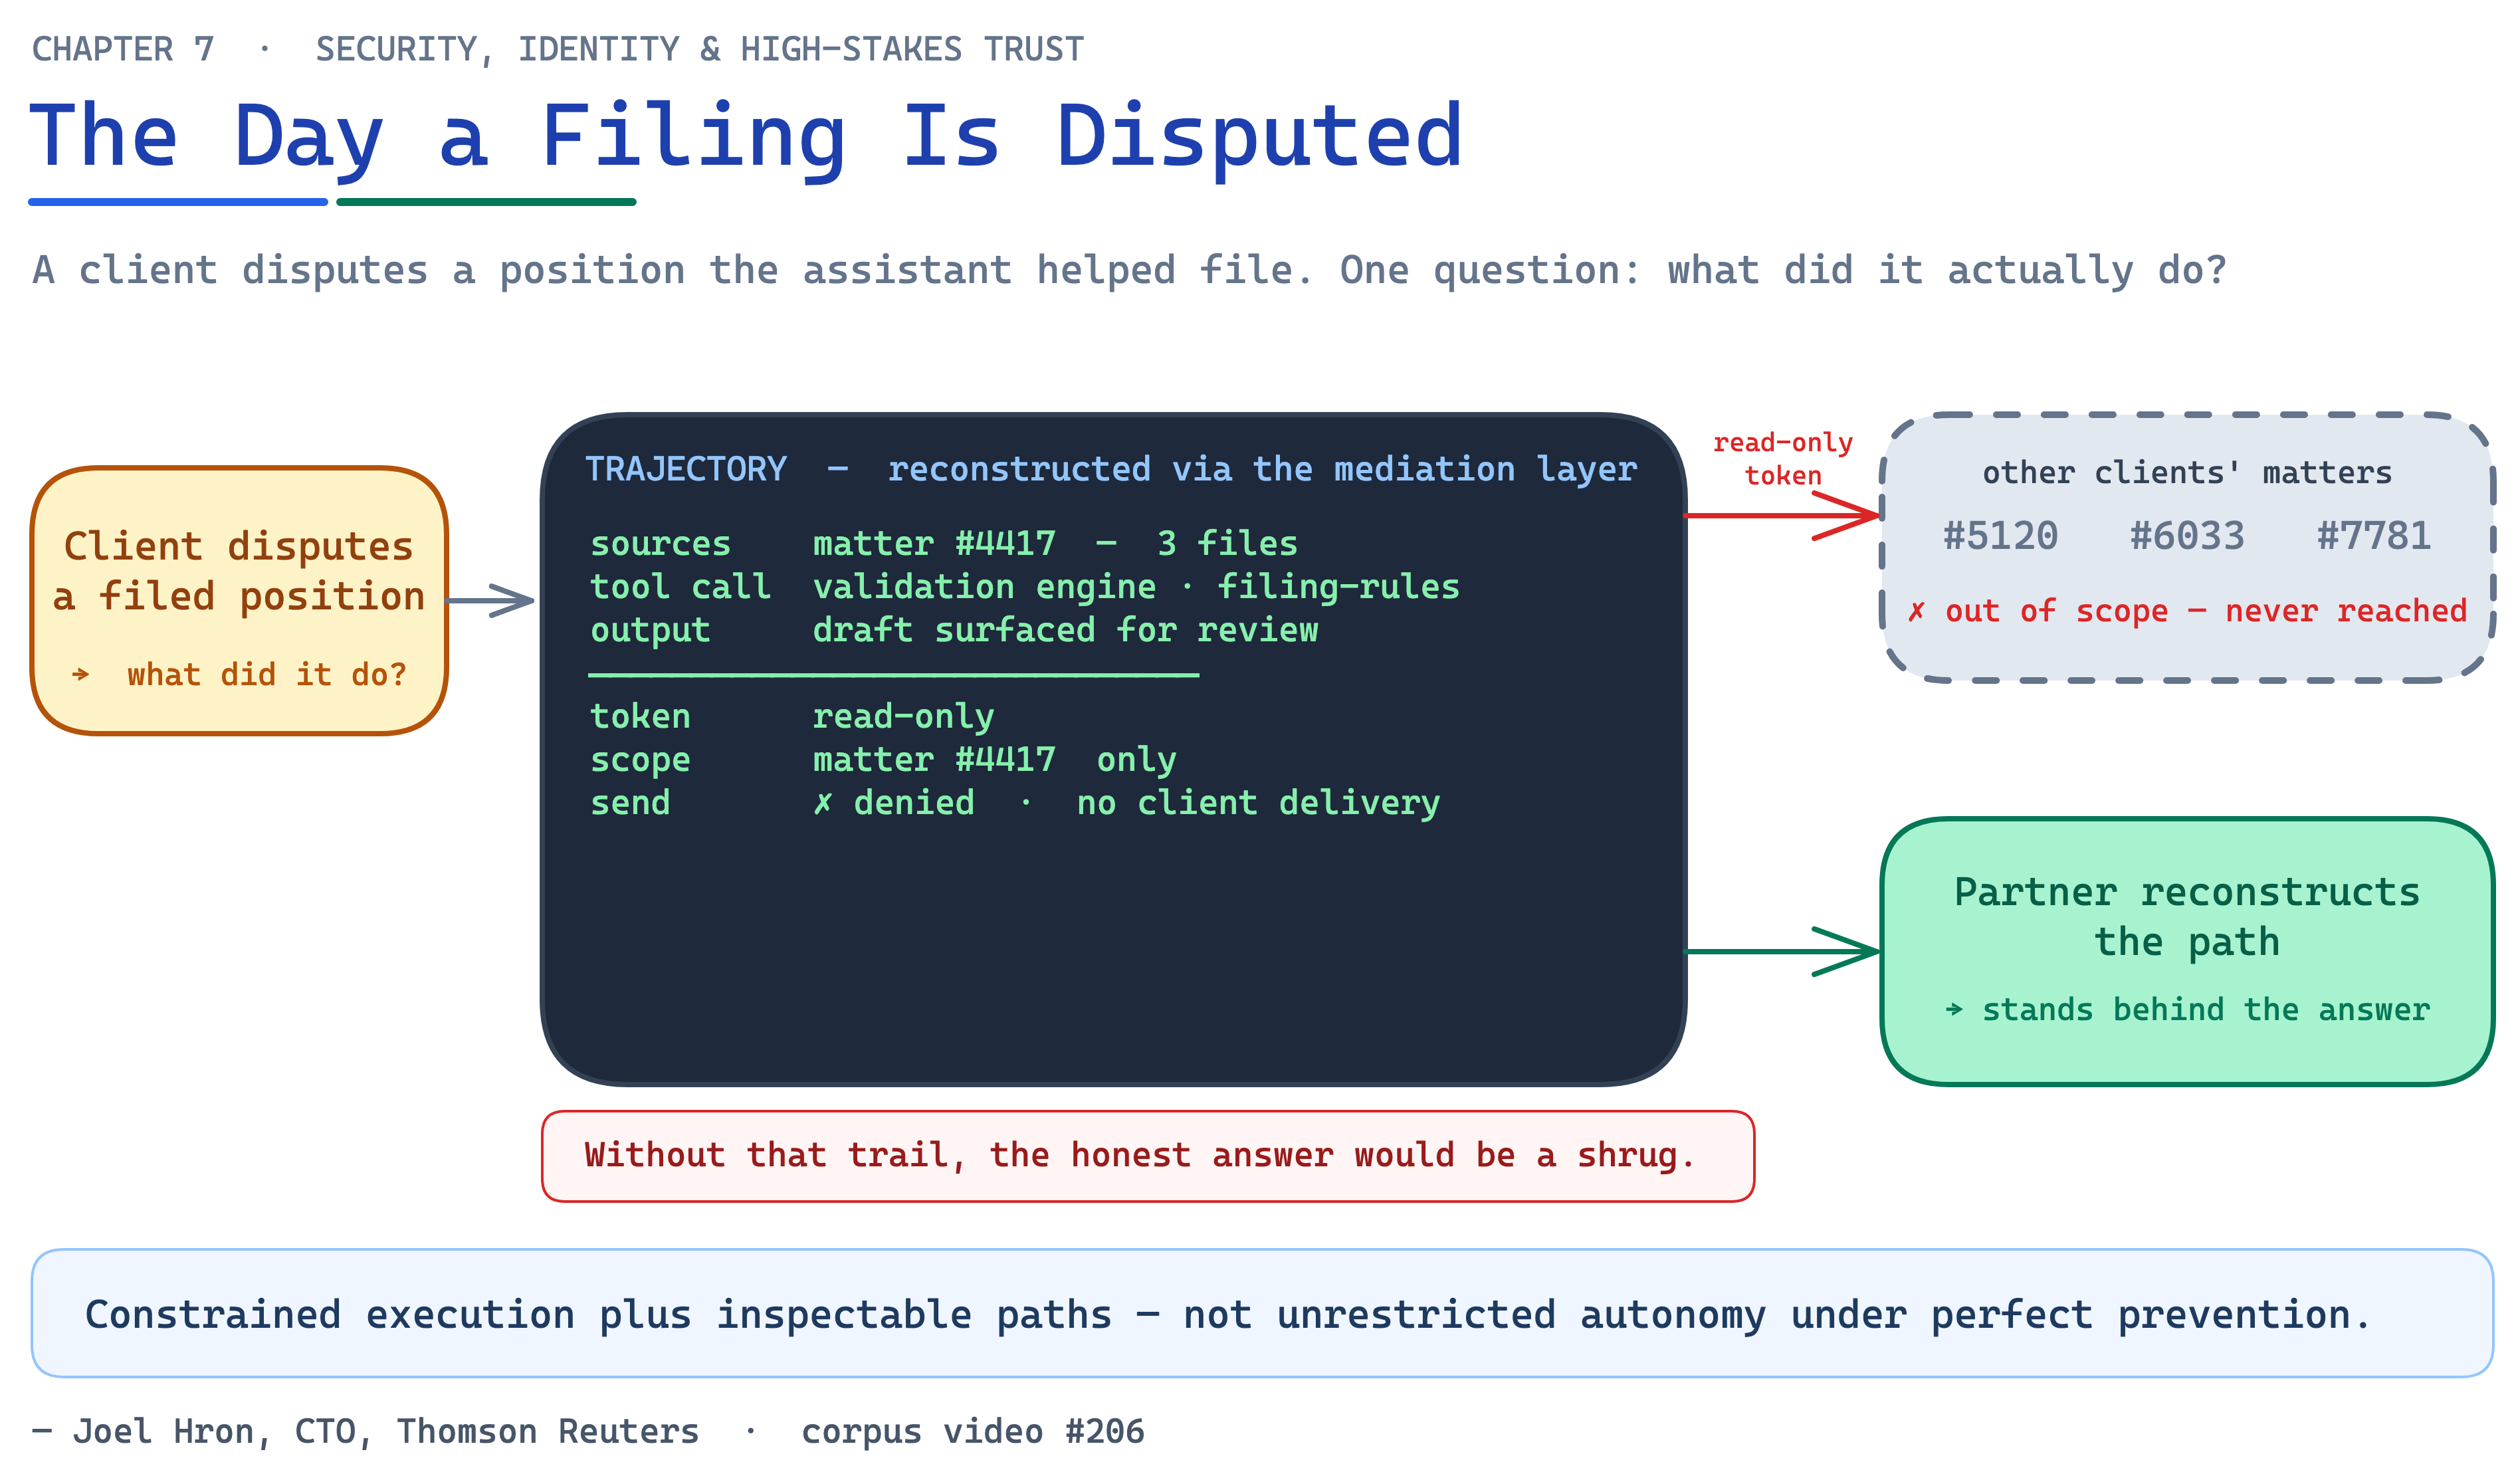 CHAPTER 7 · SECURITY, IDENTITY & HIGH-STAKES TRUST
The Day a Filing Is Disputed
A client disputes a position the assistant helped file. One question: what did it actually do?
Client disputes
a filed position
→ what did it do?
TRAJECTORY — reconstructed via the mediation layer
sources matter #4417 — 3 files
tool call validation engine · filing-rules
output draft surfaced for review
token read-only
scope matter #4417 only
send ✗ denied · no client delivery
read-only
token
other clients' matters
#5120 #6033 #7781
✗ out of scope — never reached
Partner reconstructs
the path
→ stands behind the answer
Without that trail, the honest answer would be a shrug.
Constrained execution plus inspectable paths — not unrestricted autonomy under perfect prevention.
— Joel Hron, CTO, Thomson Reuters · corpus video #206